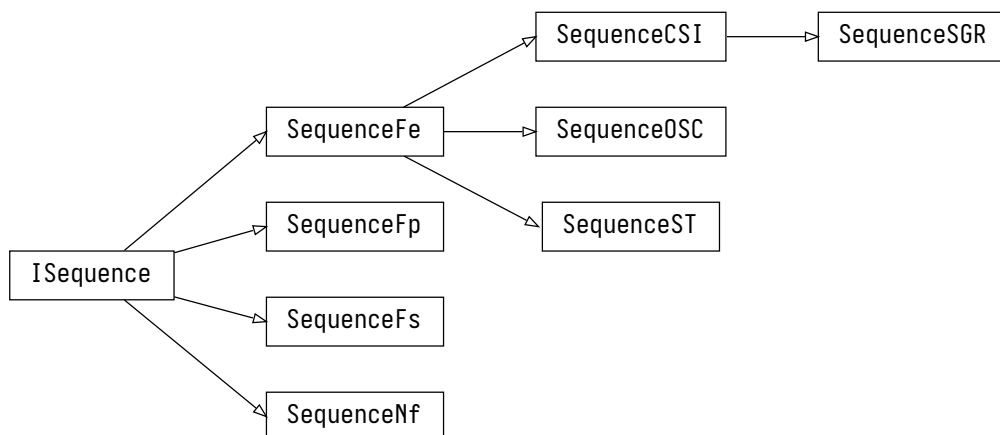 SequenceCSI
SequenceSGR
SequenceFe
SequenceOSC
SequenceFp
SequenceST
ISequence
SequenceFs
SequenceNf